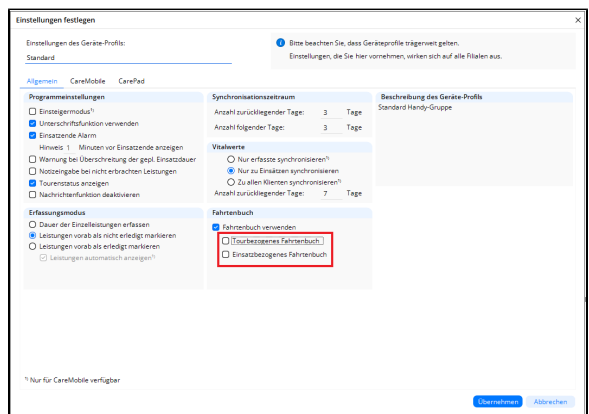 Einstellungen festlegen
Einstellungen des Geräte-Profils:
Standard
Bitte beachten Sie, dass Geräteprofile trägerweit gelten.
Einstellungen, die Sie hier vornehmen, wirken sich auf alle Filialen aus.
Allgemein CareMobile CarePad
Programmeinstellungen
Einsteigermodus¹⁾
Unterschriftsfunktion verwenden
Einsatzende Alarm
Hinweis 1 Minuten vor Einsatzende anzeigen
Warnung bei Überschreitung der gepl. Einsatzdauer
Notizeingabe bei nicht erbrachten Leistungen
Tourenstatus anzeigen
Nachrichtenfunktion deaktivieren
Erfassungsmodus
Dauer der Einzelleistungen erfassen
Leistungen vorab als nicht erledigt markieren
Leistungen vorab als erledigt markieren
Leistungen automatisch anzeigen¹⁾
Synchronisationszeitraum
Anzahl zurückliegender Tage: 3 Tage
Anzahl folgender Tage: 3 Tage
Vitalwerte
Nur erfasste synchronisieren¹⁾
Nur zu Einsätzen synchronisieren
Zu allen Klienten synchronisieren¹⁾
Anzahl zurückliegender Tage: 7 Tage
Fahrtenbuch
Fahrtenbuch verwenden
Tourbezogenes Fahrtenbuch
Einsatzbezogenes Fahrtenbuch
Beschreibung des Geräte-Profils
Standard Handy-Gruppe
¹⁾ Nur für CareMobile verfügbar
Übernehmen Abbrechen